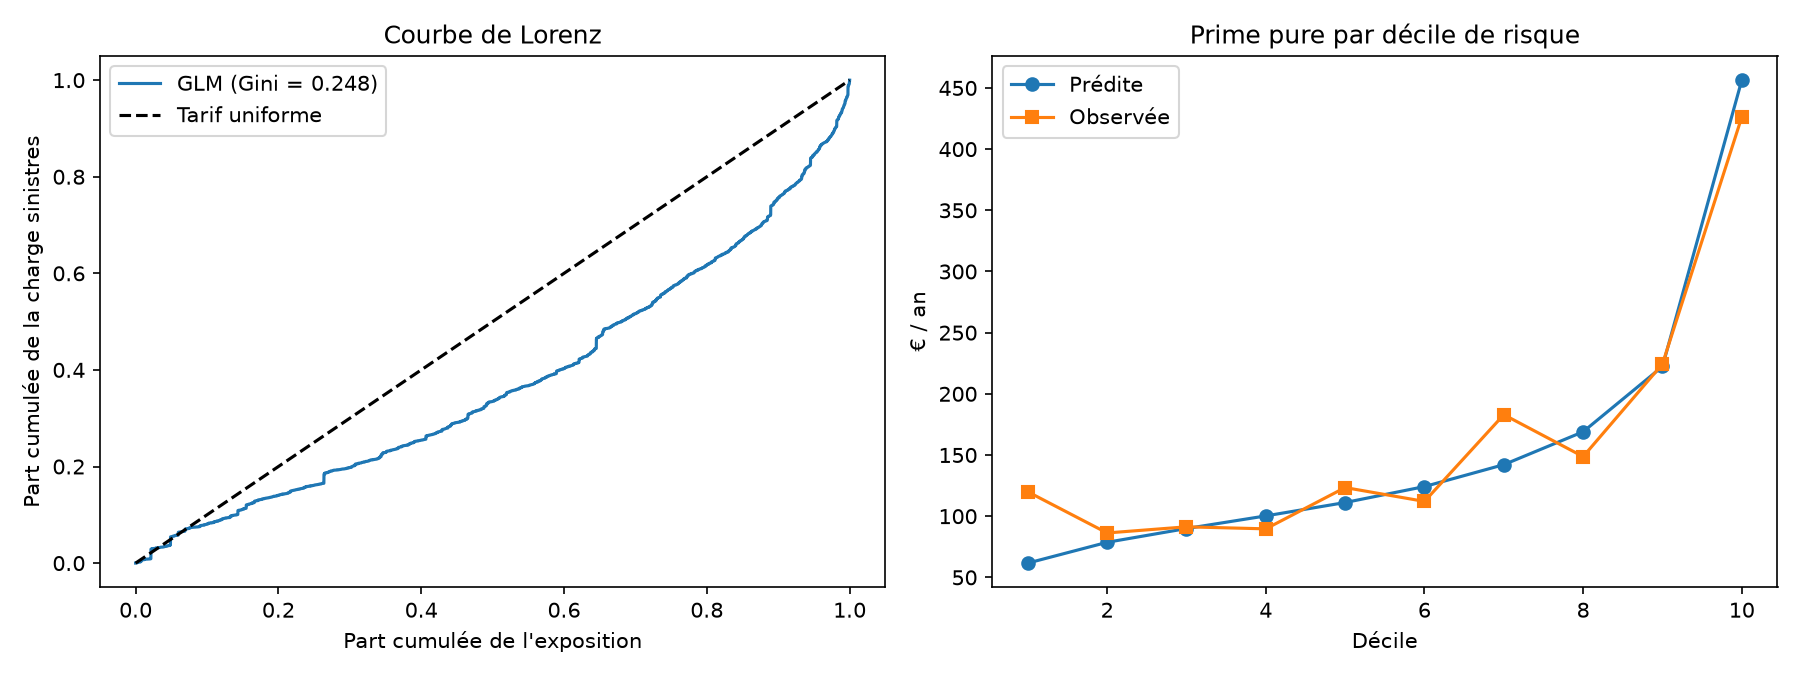 Courbe de Lorenz
GLM (Gini = 0.248)
Tarif uniforme
1.0
0.8
0.6
0.4
0.2
0.0
Part cumulée de la charge sinistres
0.0 0.2 0.4 0.6 0.8 1.0
Part cumulée de l'exposition
Prime pure par décile de risque
Prédite
Observée
450
400
350
300
250
200
150
100
50
€ / an
2 4 6 8 10
Décile